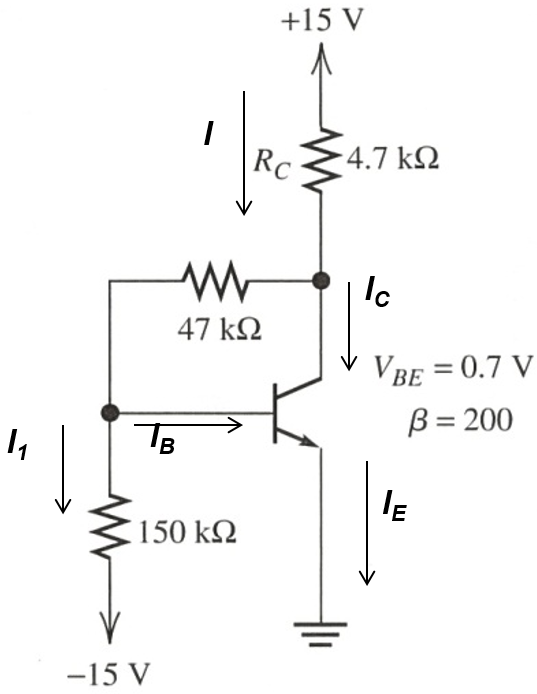 +15 V
I
R_C
4.7 kΩ
47 kΩ
I_C
V_BE = 0.7 V
β = 200
I_B
I_1
I_E
150 kΩ
−15 V